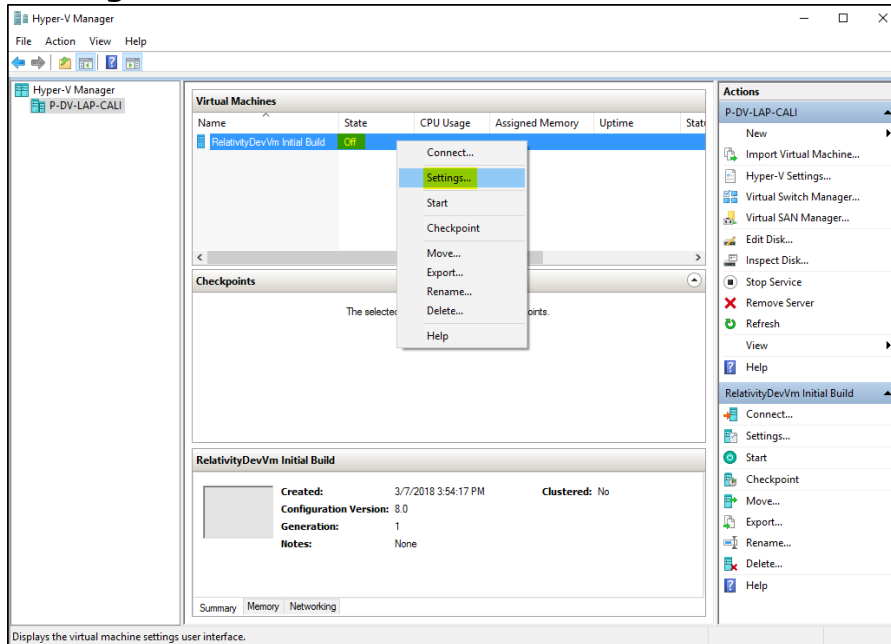 Hyper-V Manager
File Action View Help
Hyper-V Manager
P-DV-LAP-CALI
Virtual Machines
Name State CPU Usage Assigned Memory Uptime Statu
RelativityDevVm Initial Build Off
Connect...
Settings...
Start
Checkpoint
Move...
Export...
Rename...
Delete...
Help
Checkpoints
The selected oints.
RelativityDevVm Initial Build
Created: 3/7/2018 3:54:17 PM Clustered: No
Configuration Version: 8.0
Generation: 1
Notes: None
Summary Memory Networking
Actions
P-DV-LAP-CALI
New
Import Virtual Machine...
Hyper-V Settings...
Virtual Switch Manager...
Virtual SAN Manager...
Edit Disk...
Inspect Disk...
Stop Service
Remove Server
Refresh
View
Help
RelativityDevVm Initial Build
Connect...
Settings...
Start
Checkpoint
Move...
Export...
Rename...
Delete...
Help
Displays the virtual machine settings user interface.